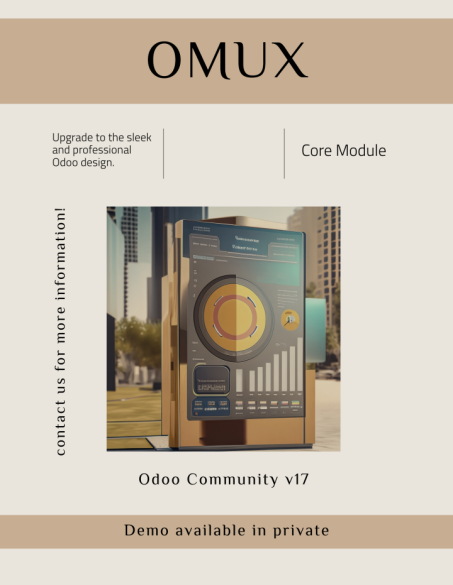 OMUX
Upgrade to the sleek
and professional
Odoo design.
Core Module
contact us for more information!
Odoo Community v17
Demo available in private